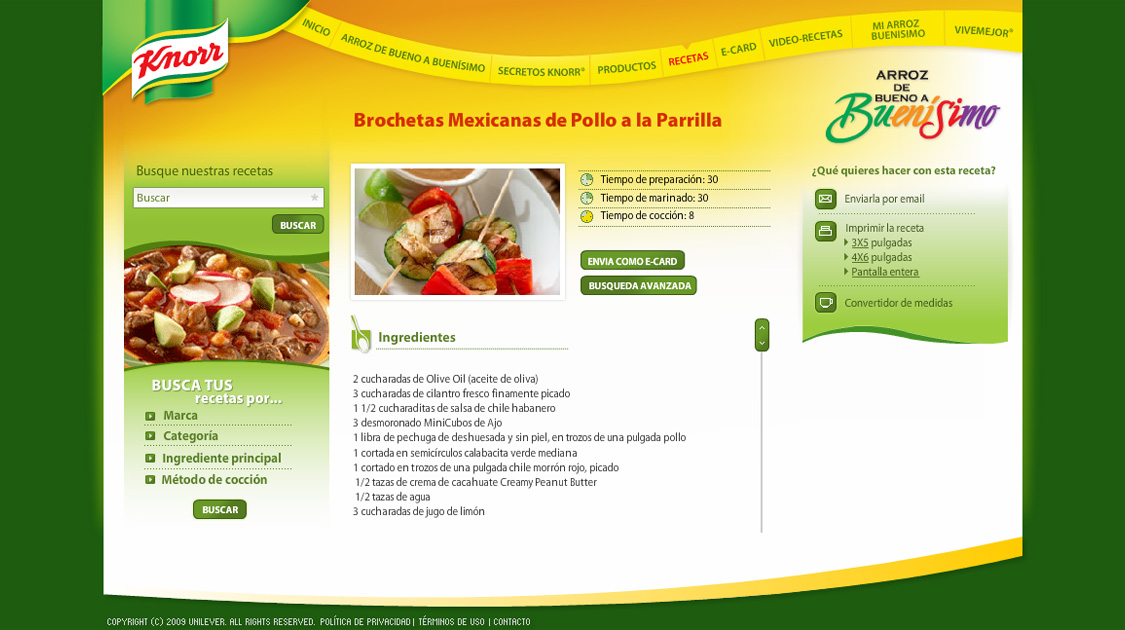 Knorr
INICIO
ARROZ DE BUENO A BUENÍSIMO
SECRETOS KNORR®
PRODUCTOS
RECETAS
E-CARD
VIDEO-RECETAS
MI ARROZ
BUENISIMO
VIVEMEJOR®
ARROZ
DE
BUENO A
BueníSimo
Brochetas Mexicanas de Pollo a la Parrilla
Busque nuestras recetas
Buscar
BUSCAR
BUSCA TUS
recetas por...
Marca
Categoría
Ingrediente principal
Método de cocción
BUSCAR
Tiempo de preparación: 30
Tiempo de marinado: 30
Tiempo de cocción: 8
ENVIA COMO E-CARD
BUSQUEDA AVANZADA
Ingredientes
2 cucharadas de Olive Oil (aceite de oliva)
3 cucharadas de cilantro fresco finamente picado
1 1/2 cucharaditas de salsa de chile habanero
3 desmoronado MiniCubos de Ajo
1 libra de pechuga de deshuesada y sin piel, en trozos de una pulgada pollo
1 cortada en semicírculos calabacita verde mediana
1 cortado en trozos de una pulgada chile morrón rojo, picado
1/2 tazas de crema de cacahuate Creamy Peanut Butter
1/2 tazas de agua
3 cucharadas de jugo de limón
¿Qué quieres hacer con esta receta?
Enviarla por email
Imprimir la receta
3X5 pulgadas
4X6 pulgadas
Pantalla entera
Convertidor de medidas
COPYRIGHT (C) 2009 UNILEVER. ALL RIGHTS RESERVED. POLÍTICA DE PRIVACIDAD | TÉRMINOS DE USO | CONTACTO